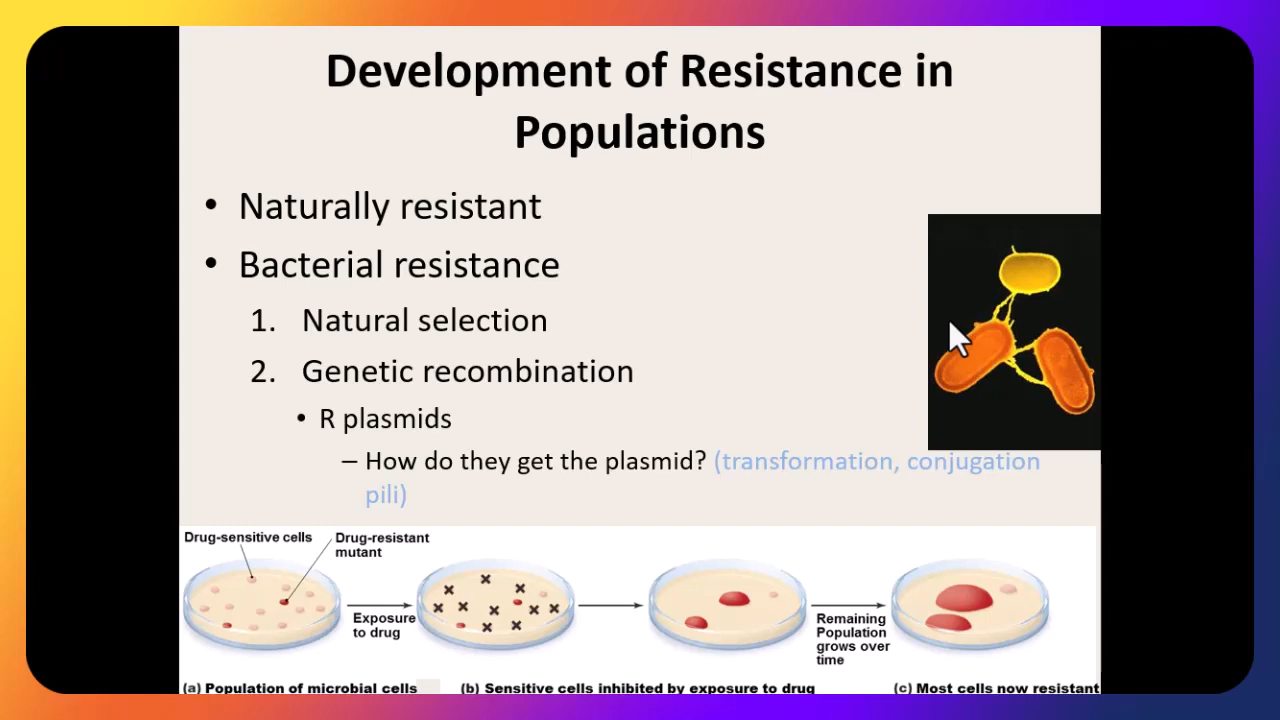 Development of Resistance in
Populations
• Naturally resistant
• Bacterial resistance
1. Natural selection
2. Genetic recombination
• R plasmids
– How do they get the plasmid? (transformation, conjugation
pili)
Drug-sensitive cells
Drug-resistant
mutant
Exposure
to drug
Remaining
Population
grows over
time
(a) Population of microbial cells
(b) Sensitive cells inhibited by exposure to drug
(c) Most cells now resistant